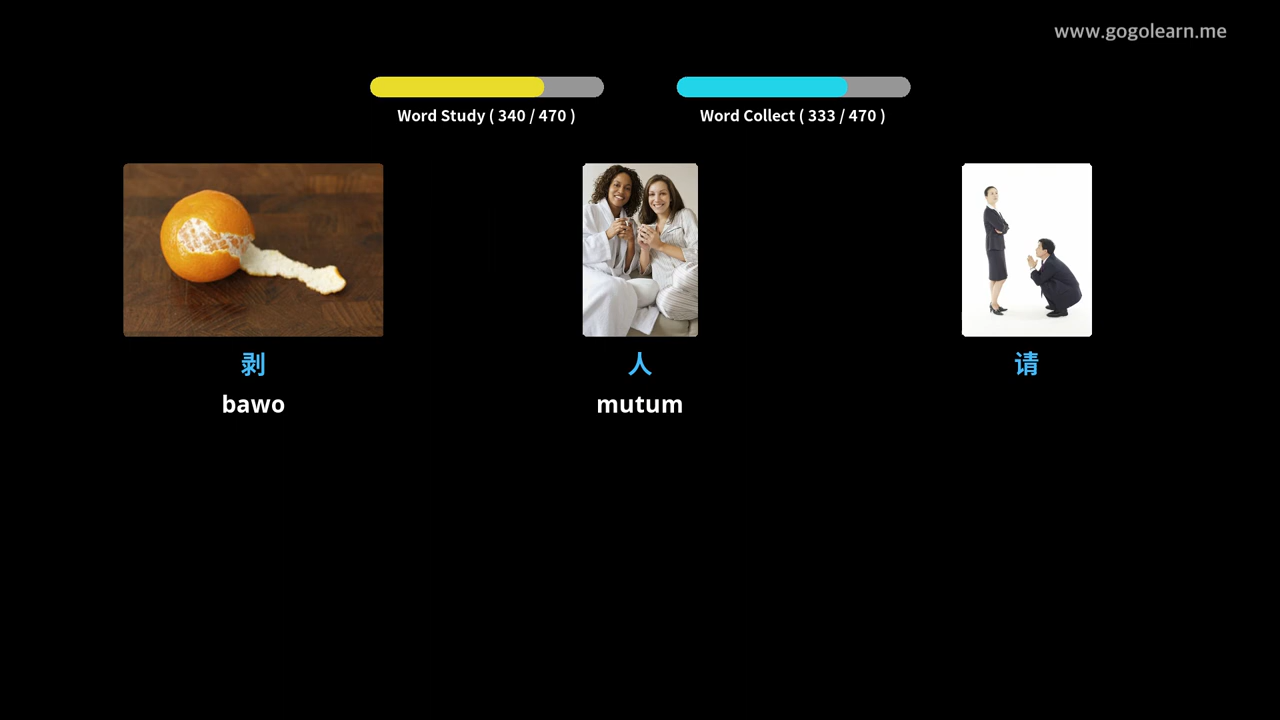 www.gogolearn.me
Word Study ( 340 / 470 )
Word Collect ( 333 / 470 )
剥
人
请
bawo
mutum